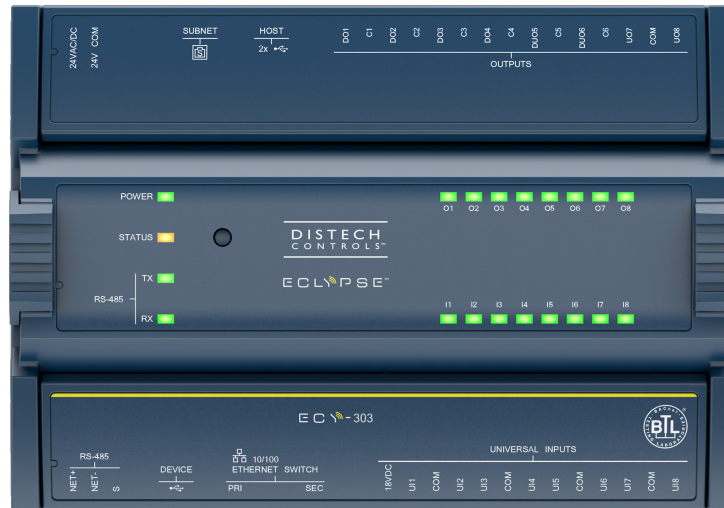 24VAC/DC
24V COM
SUBNET
S
HOST
2x
DO1 C1 DO2 C2 DO3 C3 DO4 C4 DUO5 C5 DUO6 C6 UO7 COM UO8
OUTPUTS
POWER
STATUS
RS-485
TX
RX
DISTECH
CONTROLS™
ECLYPSE™
O1 O2 O3 O4 O5 O6 O7 O8
I1 I2 I3 I4 I5 I6 I7 I8
ECY-303
BTL
RS-485
NET+ NET- S
DEVICE
10/100
ETHERNET SWITCH
PRI SEC
UNIVERSAL INPUTS
18VDC UI1 COM UI2 UI3 COM UI4 UI5 COM UI6 UI7 COM UI8